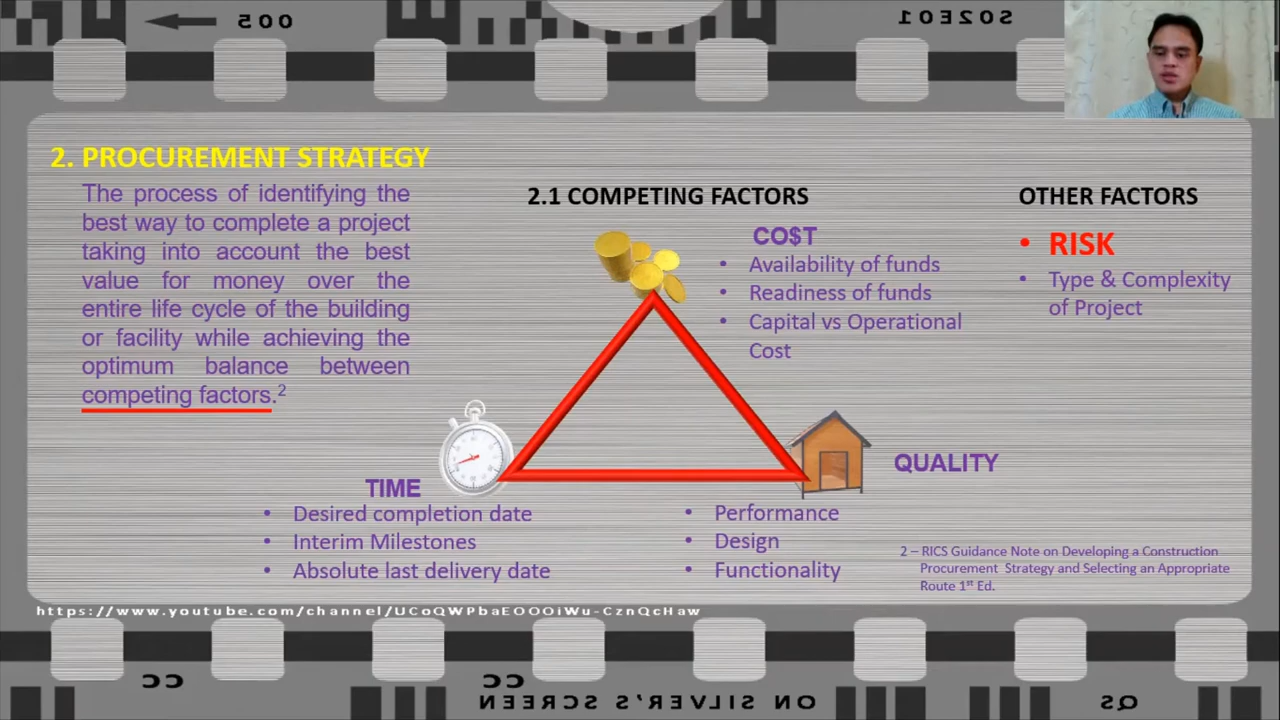 005
S02E01
2. PROCUREMENT STRATEGY
The process of identifying the
best way to complete a project
taking into account the best
value for money over the
entire life cycle of the building
or facility while achieving the
optimum balance between
competing factors.2
2.1 COMPETING FACTORS
CO$T
• Availability of funds
• Readiness of funds
• Capital vs Operational
Cost
OTHER FACTORS
• RISK
• Type & Complexity
of Project
TIME
• Desired completion date
• Interim Milestones
• Absolute last delivery date
QUALITY
• Performance
• Design
• Functionality
2 – RICS Guidance Note on Developing a Construction
Procurement Strategy and Selecting an Appropriate
Route 1st Ed.
https://www.youtube.com/channel/UCoQWPbaEOOOiWu-CznQcHaw
CC
CC
ON SILVER'S SCREEN
QS